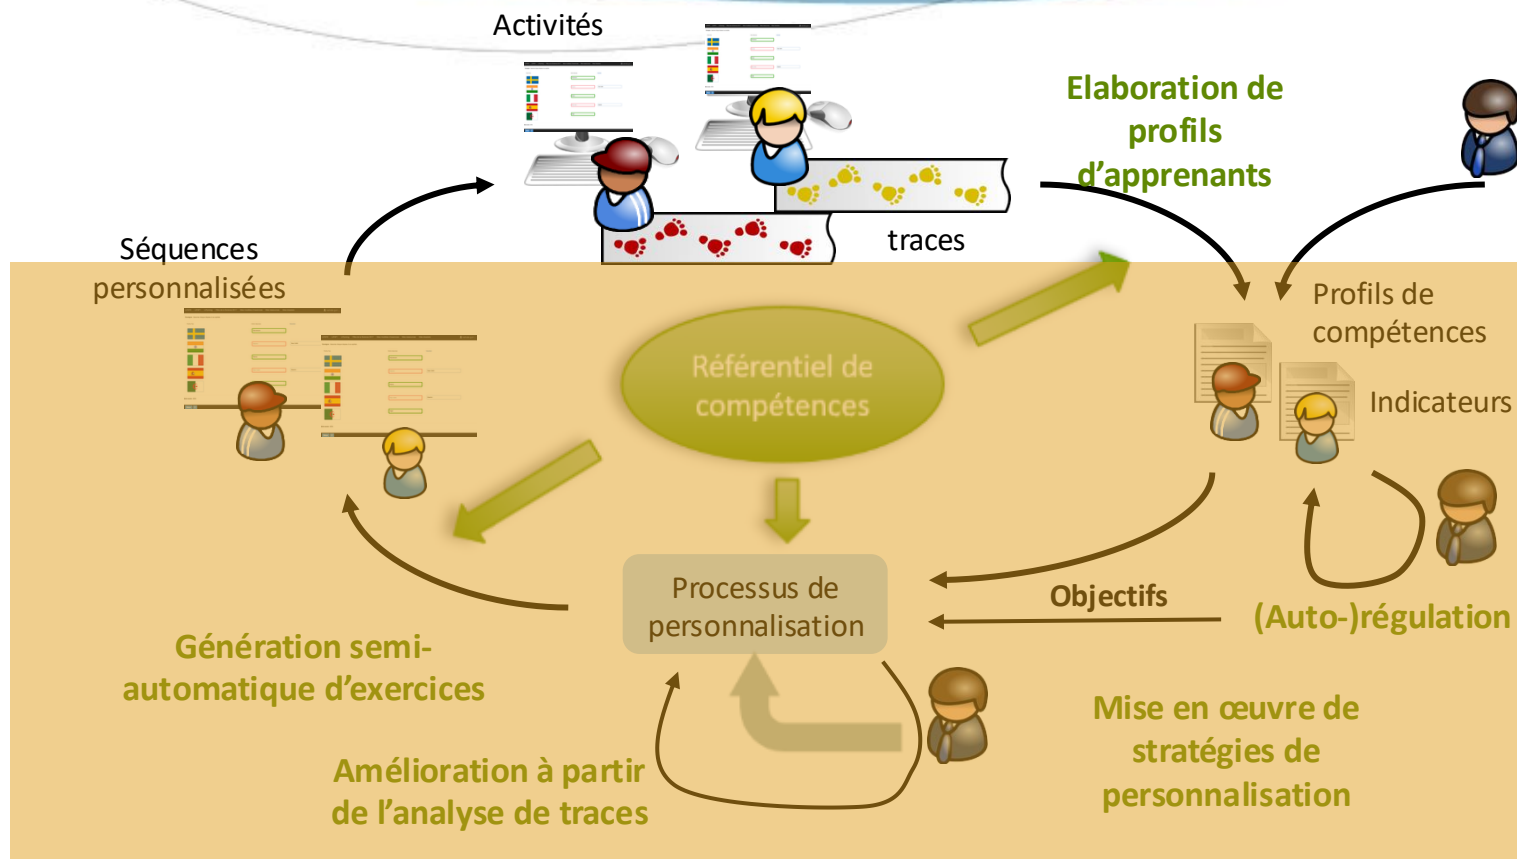 Activités
Elaboration de
profils
d’apprenants
traces
Séquences
personnalisées
Profils de
compétences
Référentiel de
compétences
Indicateurs
Processus de
personnalisation
Objectifs
(Auto-)régulation
Génération semi-
automatique d’exercices
Mise en œuvre de
stratégies de
personnalisation
Amélioration à partir
de l’analyse de traces